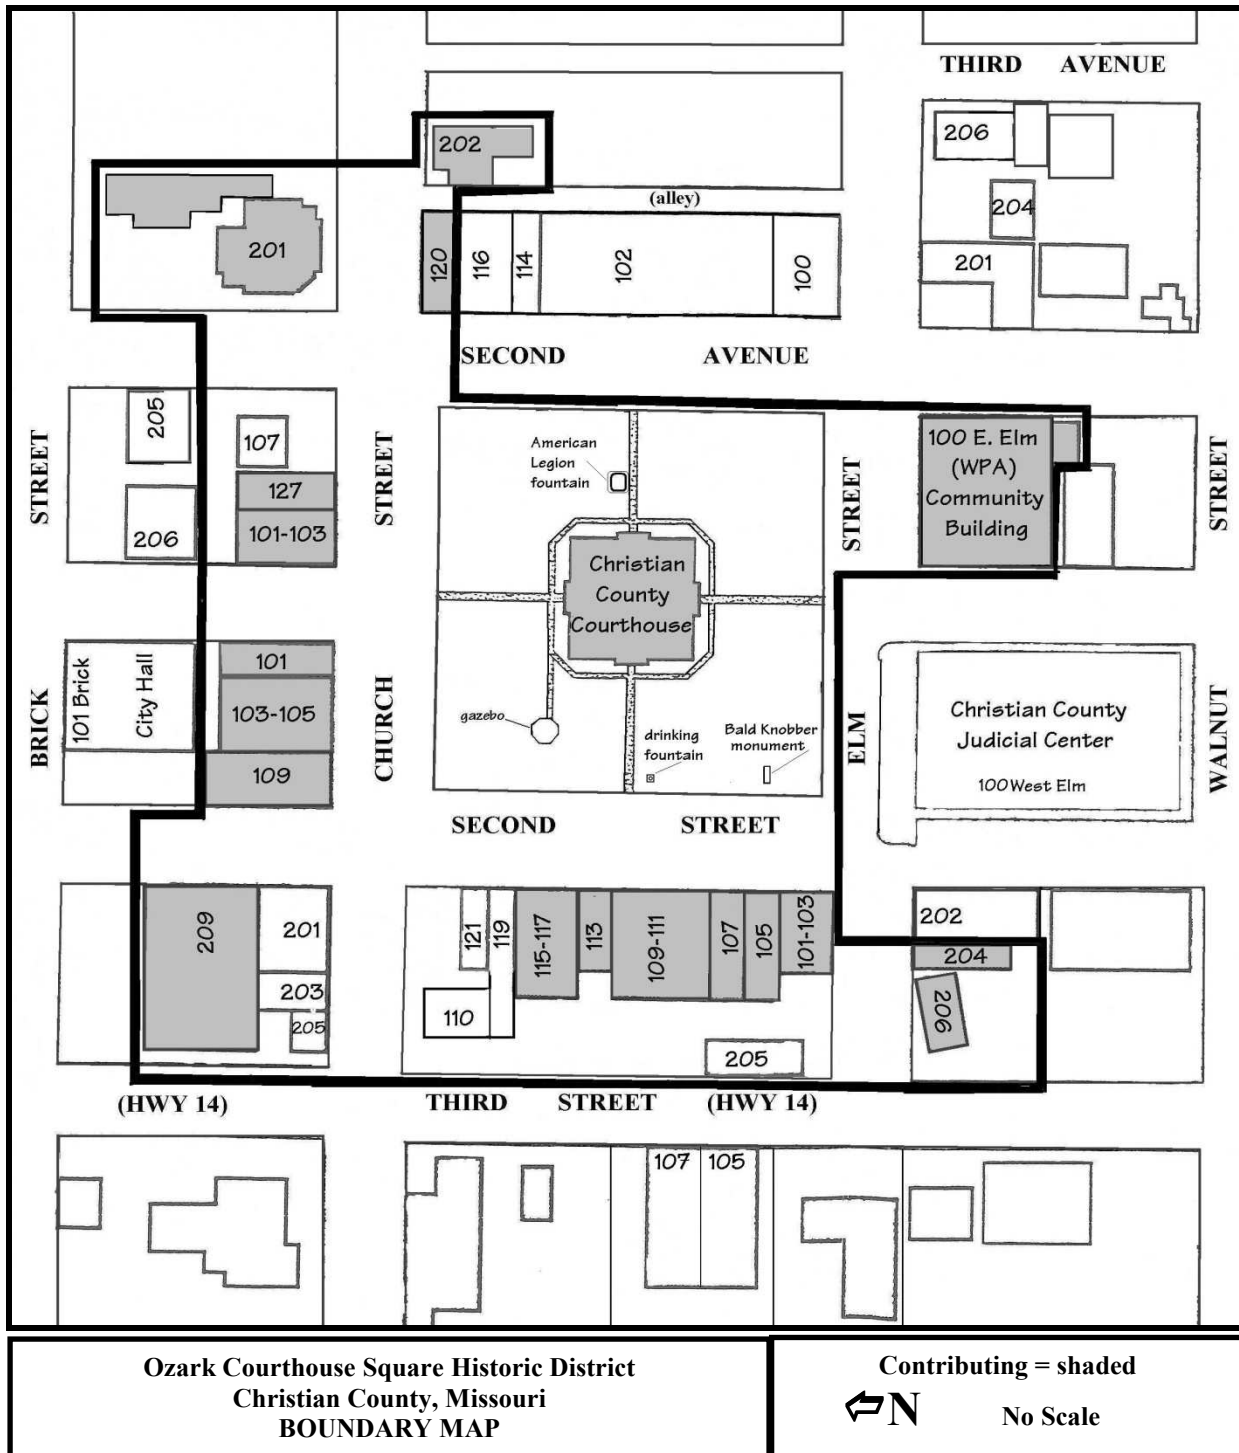 THIRD AVENUE
202
206
(alley)
204
201
120
116
114
102
100
201
SECOND AVENUE
205
107
127
101-103
206
STREET
STREET
American
Legion
fountain
Christian
County
Courthouse
STREET
100 E. Elm
(WPA)
Community
Building
STREET
101 Brick
City Hall
101
103-105
109
BRICK
CHURCH
gazebo
drinking
fountain
Bald Knobber
monument
ELM
Christian County
Judicial Center
100 West Elm
WALNUT
SECOND STREET
209
201
203
205
121
119
115-117
113
109-111
107
105
101-103
110
205
202
204
206
(HWY 14)
THIRD STREET (HWY 14)
107
105
Ozark Courthouse Square Historic District
Christian County, Missouri
BOUNDARY MAP
Contributing = shaded
N
No Scale